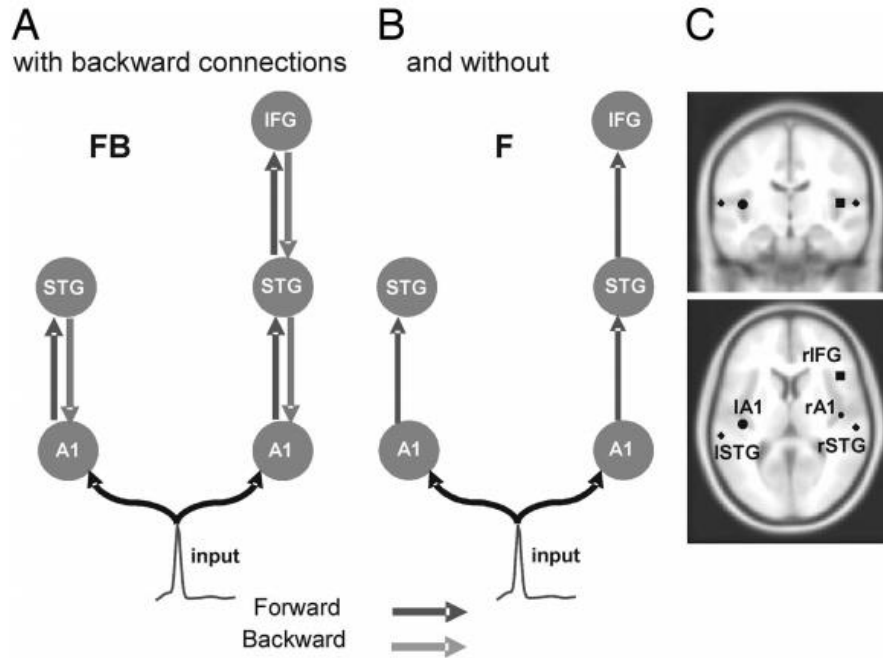 A
with backward connections
FB
IFG
STG
STG
A1
A1
input
B
and without
F
IFG
STG
STG
A1
A1
input
Forward
Backward
C
rIFG
lA1
rA1
lSTG
rSTG